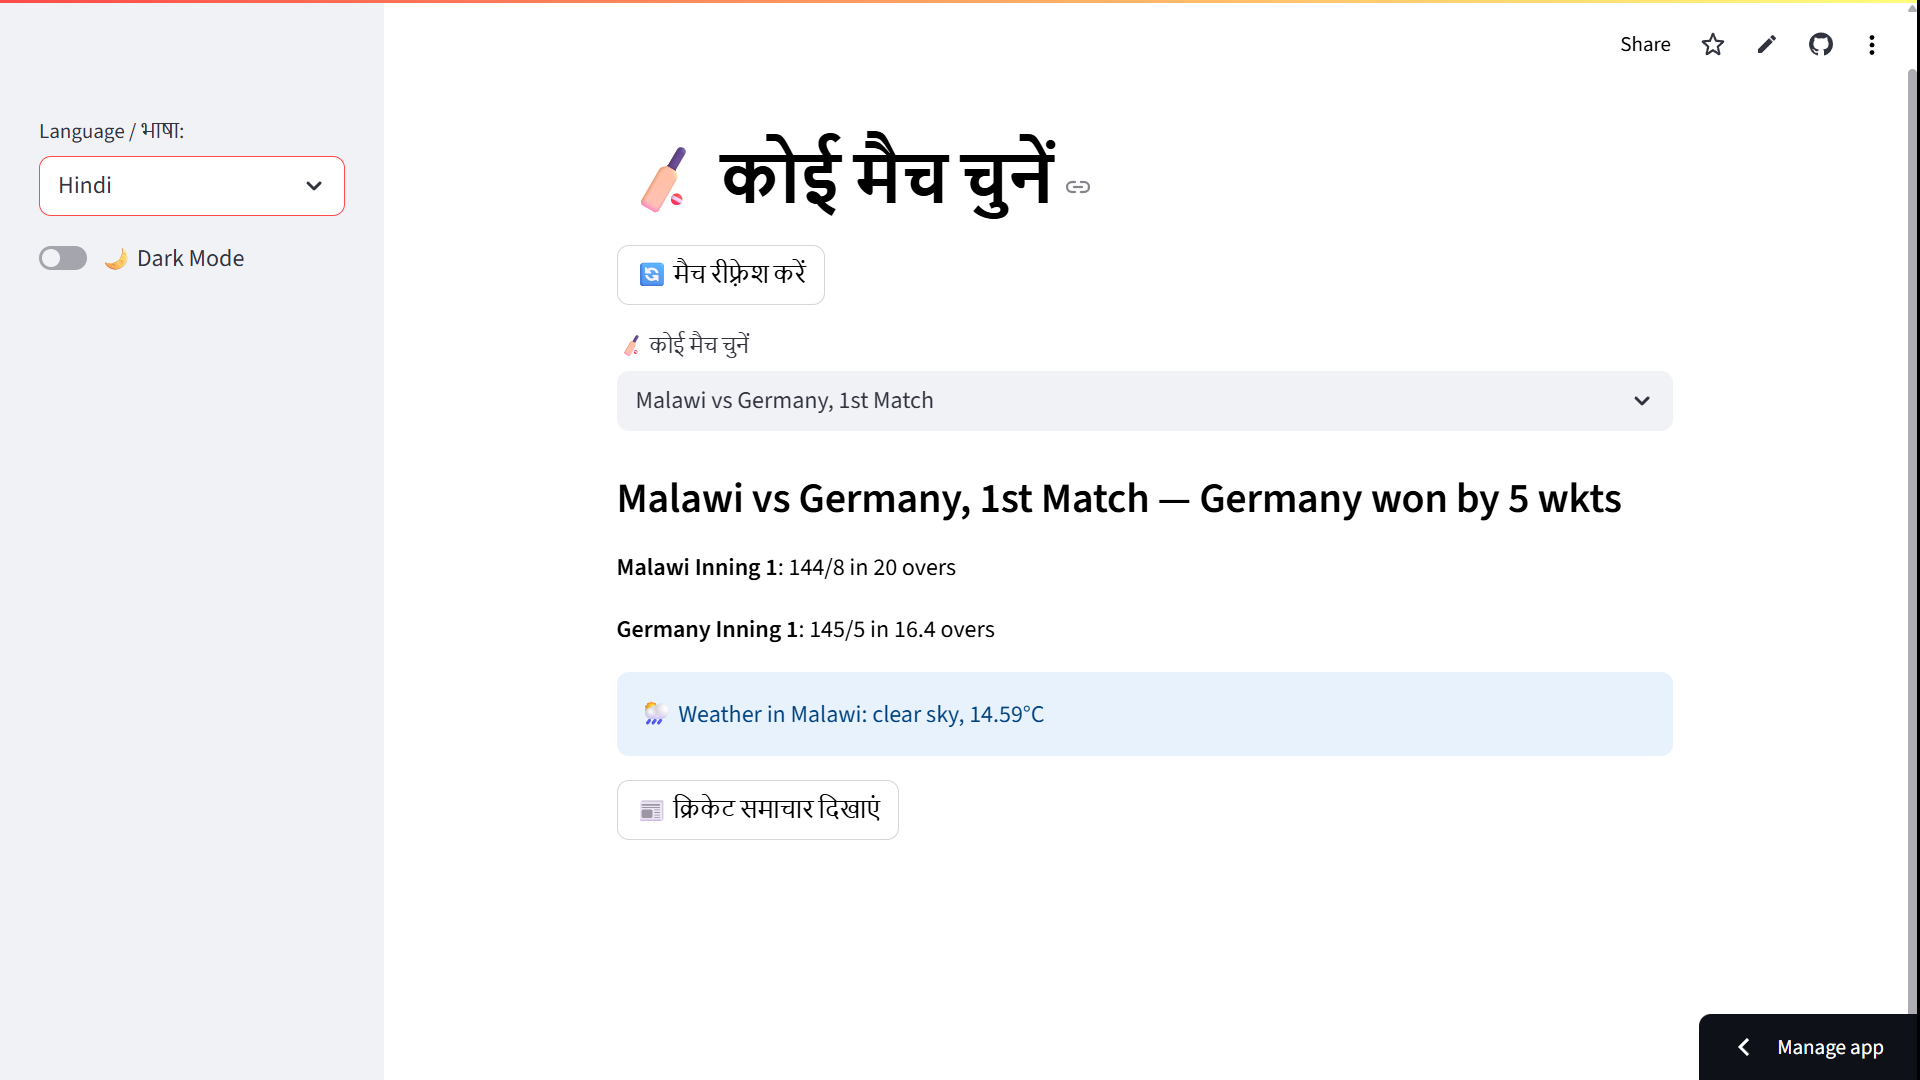 Share
Language / भाषा:
Hindi
Dark Mode
कोई मैच चुनें
मैच रीफ़्रेश करें
कोई मैच चुनें
Malawi vs Germany, 1st Match
Malawi vs Germany, 1st Match — Germany won by 5 wkts
Malawi Inning 1: 144/8 in 20 overs
Germany Inning 1: 145/5 in 16.4 overs
Weather in Malawi: clear sky, 14.59°C
क्रिकेट समाचार दिखाएं
Manage app